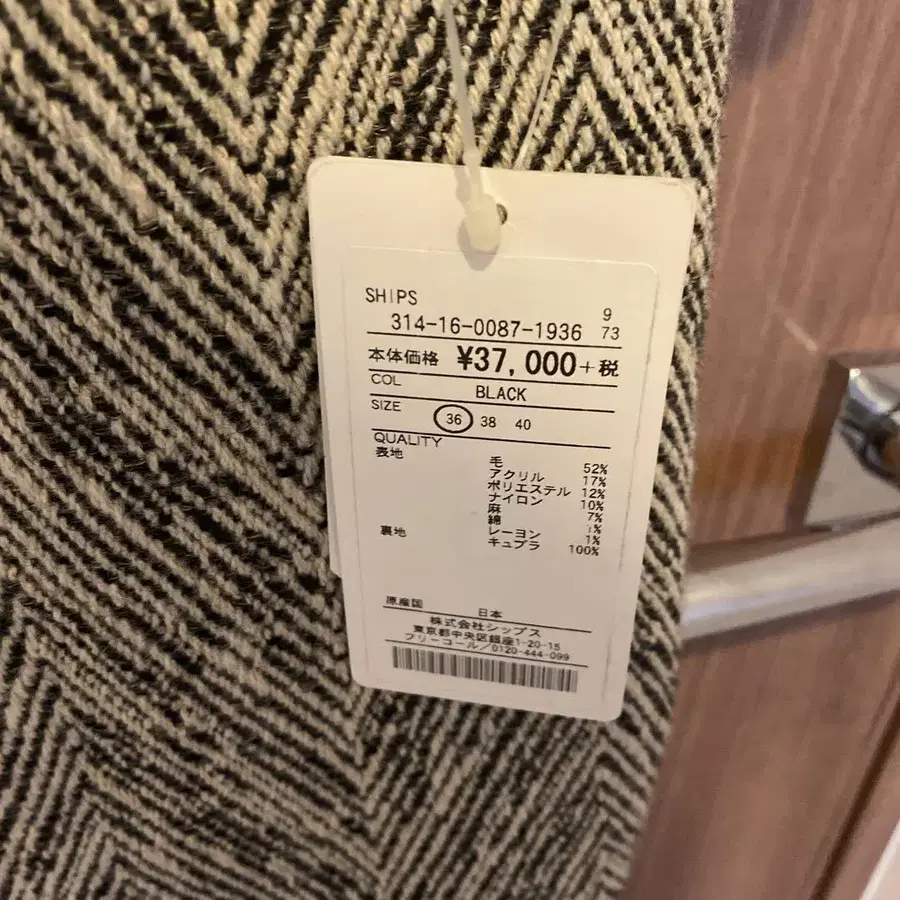 SHIPS
9
314-16-0087-1936 73
本体価格 ¥37,000+税
COL BLACK
SIZE 36 38 40
QUALITY
表地 毛 52%
アクリル 17%
ポリエステル 12%
ナイロン 10%
麻 7%
綿 1%
レーヨン 1%
裏地 キュプラ 100%
原産国 日本
株式会社シップス
東京都中央区銀座1-20-15
フリーコール/0120-444-099